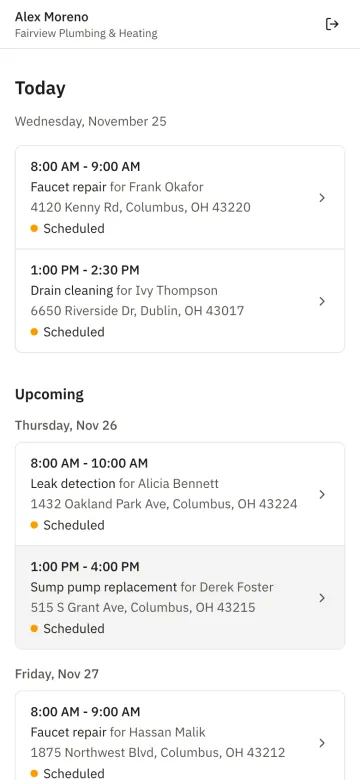 Alex Moreno
Fairview Plumbing & Heating
Today
Wednesday, November 25
8:00 AM - 9:00 AM
Faucet repair for Frank Okafor
4120 Kenny Rd, Columbus, OH 43220
Scheduled
1:00 PM - 2:30 PM
Drain cleaning for Ivy Thompson
6650 Riverside Dr, Dublin, OH 43017
Scheduled
Upcoming
Thursday, Nov 26
8:00 AM - 10:00 AM
Leak detection for Alicia Bennett
1432 Oakland Park Ave, Columbus, OH 43224
Scheduled
1:00 PM - 4:00 PM
Sump pump replacement for Derek Foster
515 S Grant Ave, Columbus, OH 43215
Scheduled
Friday, Nov 27
8:00 AM - 9:00 AM
Faucet repair for Hassan Malik
1875 Northwest Blvd, Columbus, OH 43212
Scheduled